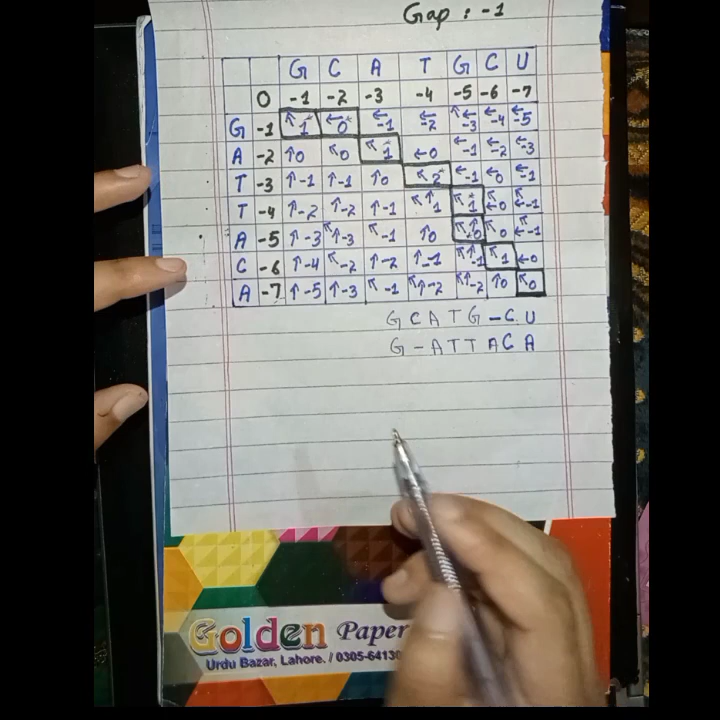 Gap : -1
G C A T G C U
0 -1 -2 -3 -4 -5 -6 -7
G -1 ↖1 ←0 ←-1 ←-2 ↖←-3 ←-4 ←-5
A -2 ↑0 ↖0 ↖1 ←0 ←-1 ←-2 ←-3
T -3 ↑-1 ↑-1 ↑0 ↖2 ←-1 ←0 ←-1
T -4 ↑-2 ↑-2 ↑-1 ↖↑1 ↖1 ↖←0 ↖←-1
A -5 ↑-3 ↖↑-3 ↖-1 ↑0 ↖↑0 ↖0 ↖←-1
C -6 ↑-4 ↖-2 ↑-2 ↑-1 ↖↑-1 ↖1 ←0
A -7 ↑-5 ↑-3 ↖-1 ↖↑-2 ↖↑-2 ↑0 ↖0
G C A T G - C U
G - A T T A C A
Golden Paper
Urdu Bazar, Lahore. / 0305-64130